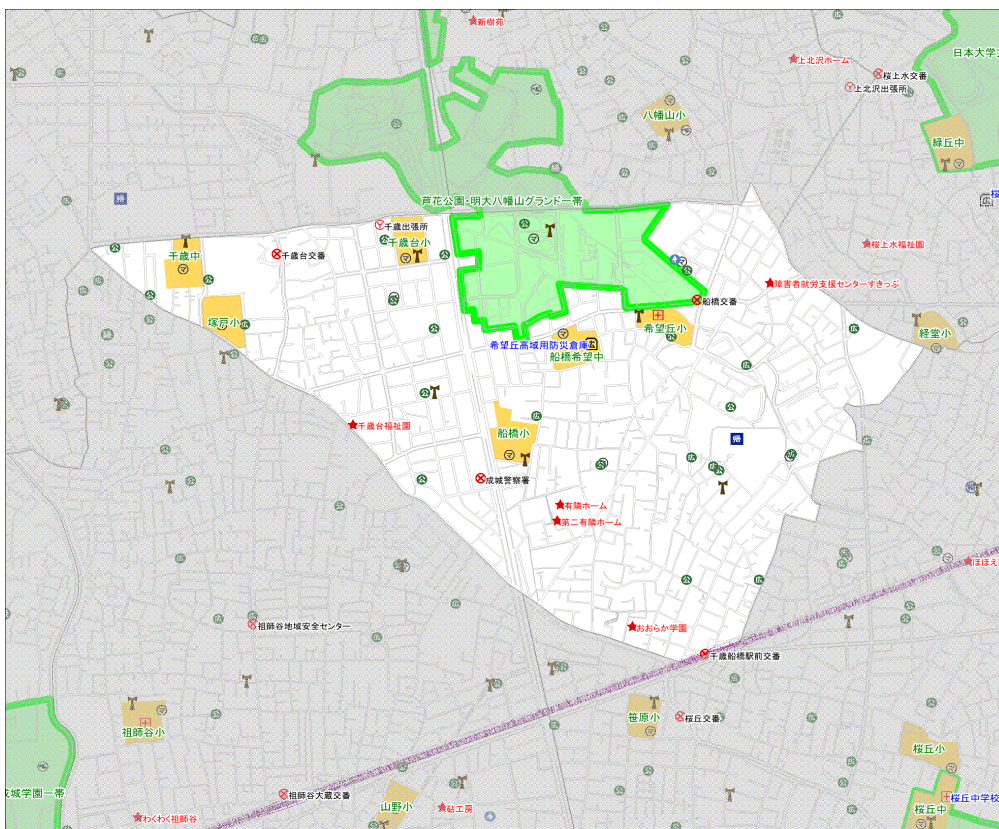 新樹苑
日本大学
上北沢ホーム
桜上水交番
上北沢出張所
八幡山小
緑丘中
芦花公園・明大八幡山グランド一帯
千歳出張所
千歳台小
桜上水福祉園
千歳中
千歳台交番
障害者就労支援センターすきっぷ
船橋交番
塚戸小
希望丘小
経堂小
希望丘高域用防災倉庫
船橋希望中
千歳台福祉園
船橋小
帰
成城警察署
有隣ホーム
第二有隣ホーム
ほほえ
祖師谷地域安全センター
おおらか学園
千歳船橋駅前交番
笹原小
桜丘交番
祖師谷小
桜丘小
成城学園一帯
祖師谷大蔵交番
桜丘中学校
山野小
砧工房
桜丘中
わくわく祖師谷